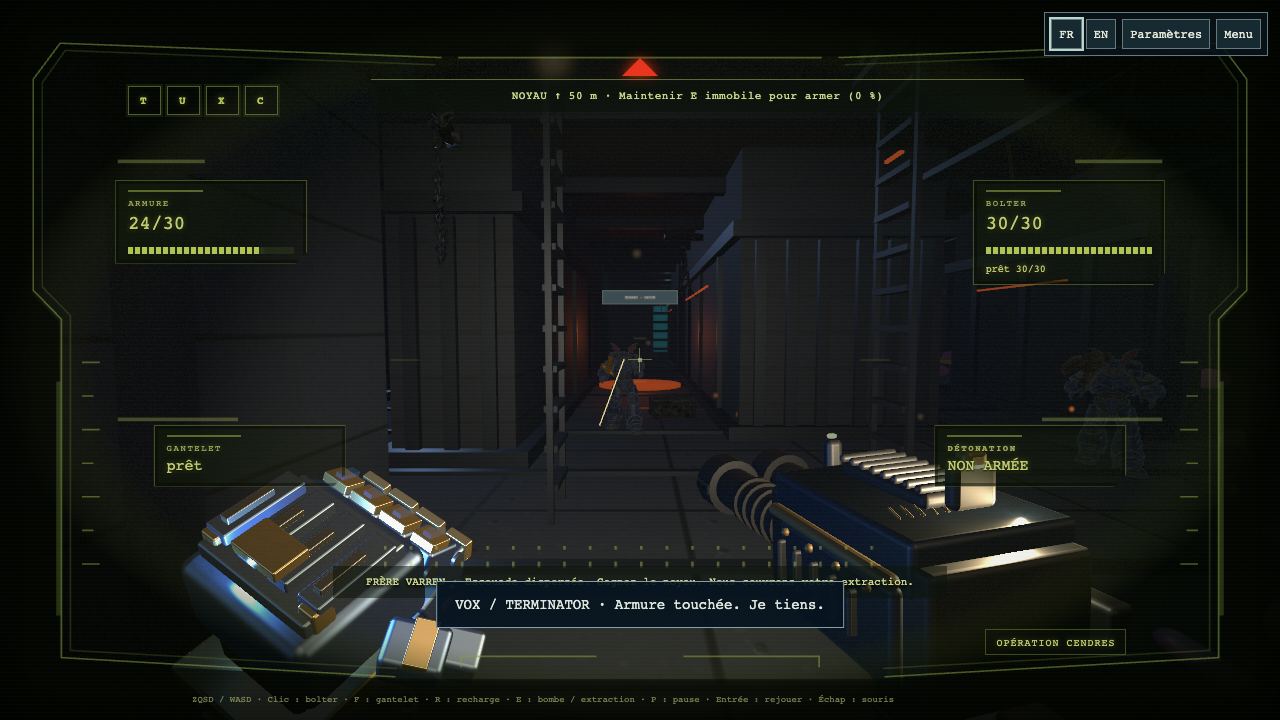 FR EN Paramètres Menu
NOYAU ↑ 50 m · Maintenir E immobile pour armer (0 %)
T U X C
ARMURE
24/30
BOLTER
30/30
prêt 30/30
GANTELET
prêt
DÉTONATION
NON ARMÉE
FRÈRE VARREN extraction.
VOX / TERMINATOR · Armure touchée. Je tiens.
OPÉRATION CENDRES
ZQSD / WASD · Clic : bolter · F : gantelet · R : recharge · E : bombe / extraction · P : pause · Entrée : rejouer · Échap : souris